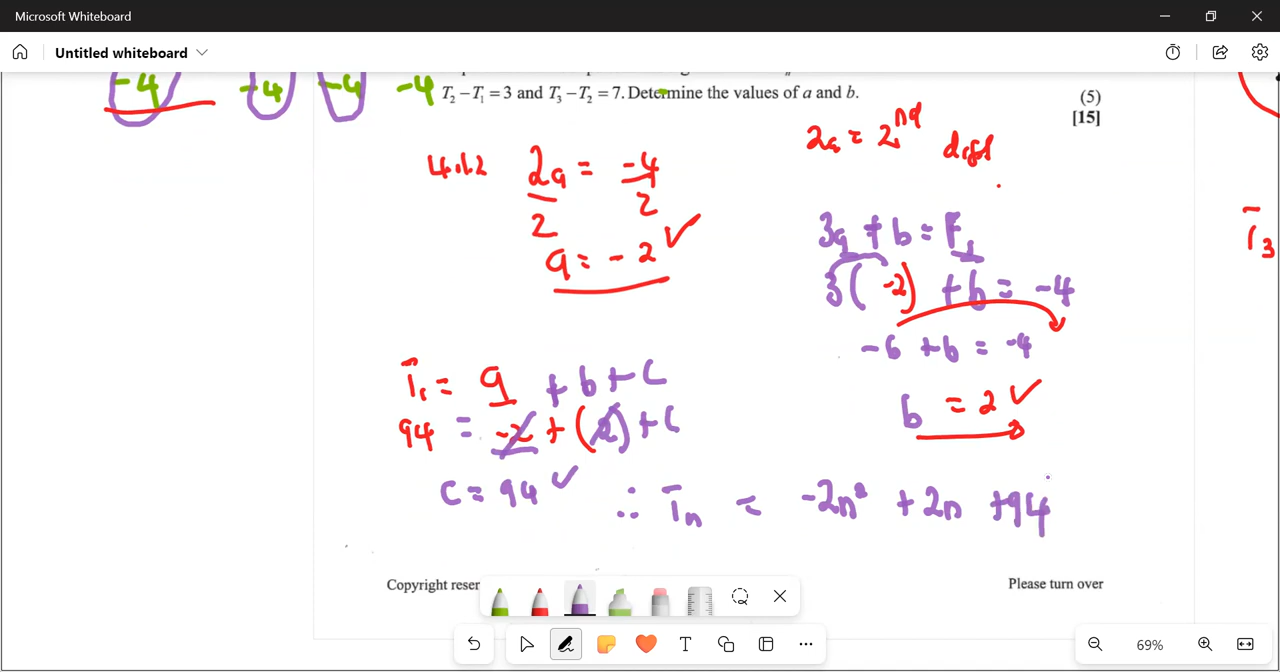 Microsoft Whiteboard
Untitled whiteboard
-4 -4 -4 -4
T₂ – T₁ = 3 and T₃ – T₂ = 7. Determine the values of a and b.
(5)
[15]
4.1.2 2a = -4
2 2
a = -2 ✓
2a = 2nd diff
3a + b = F₁
3(-2) + b = -4
-6 + b = -4
b = 2 ✓
T₁ = a + b + c
94 = -2 + (2) + c
c = 94 ✓ ∴ Tn = -2n² + 2n + 94
T₃
Please turn over
69%